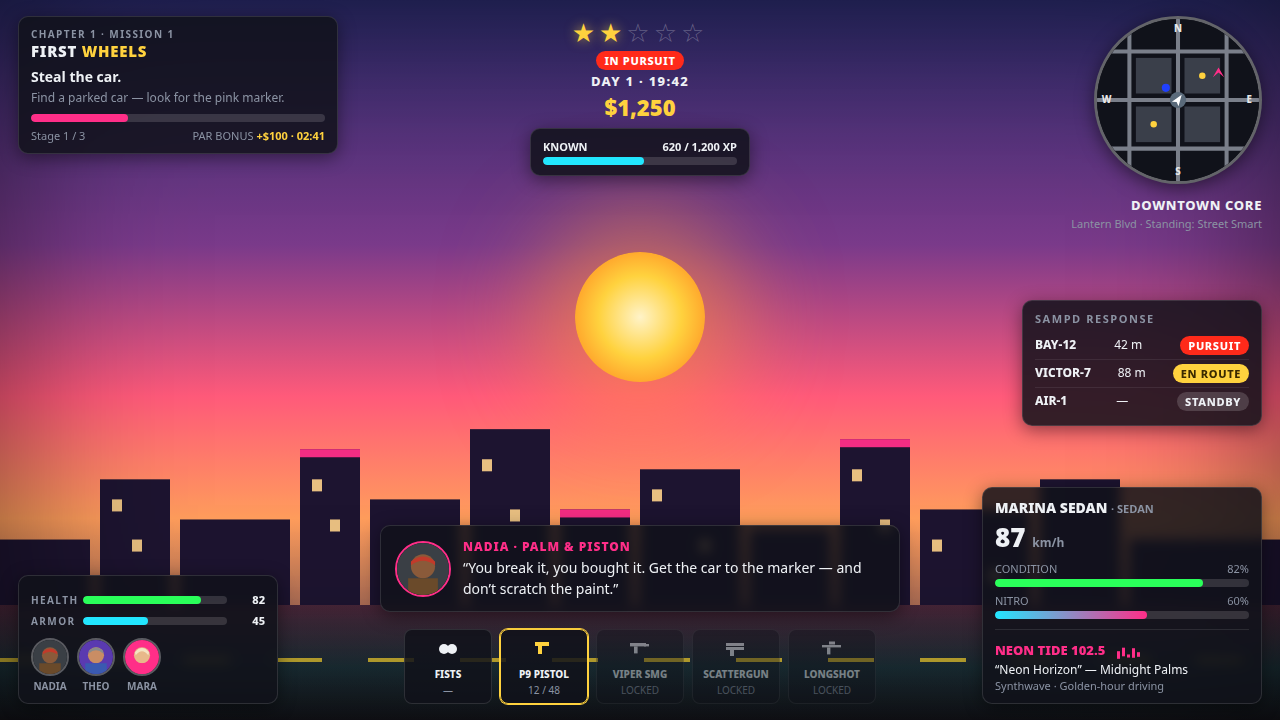 CHAPTER 1 · MISSION 1
FIRST WHEELS
Steal the car.
Find a parked car — look for the pink marker.
Stage 1 / 3
PAR BONUS +$100 · 02:41
★★☆☆☆
IN PURSUIT
DAY 1 · 19:42
$1,250
KNOWN
620 / 1,200 XP
N
W
E
S
DOWNTOWN CORE
Lantern Blvd · Standing: Street Smart
SAMPD RESPONSE
BAY-12 42 m PURSUIT
VICTOR-7 88 m EN ROUTE
AIR-1 — STANDBY
NADIA · PALM & PISTON
“You break it, you bought it. Get the car to the marker — and
don’t scratch the paint.”
HEALTH 82
ARMOR 45
NADIA THEO MARA
FISTS
—
P9 PISTOL
12 / 48
VIPER SMG
LOCKED
SCATTERGUN
LOCKED
LONGSHOT
LOCKED
MARINA SEDAN · SEDAN
87 km/h
CONDITION 82%
NITRO 60%
NEON TIDE 102.5
“Neon Horizon” — Midnight Palms
Synthwave · Golden-hour driving